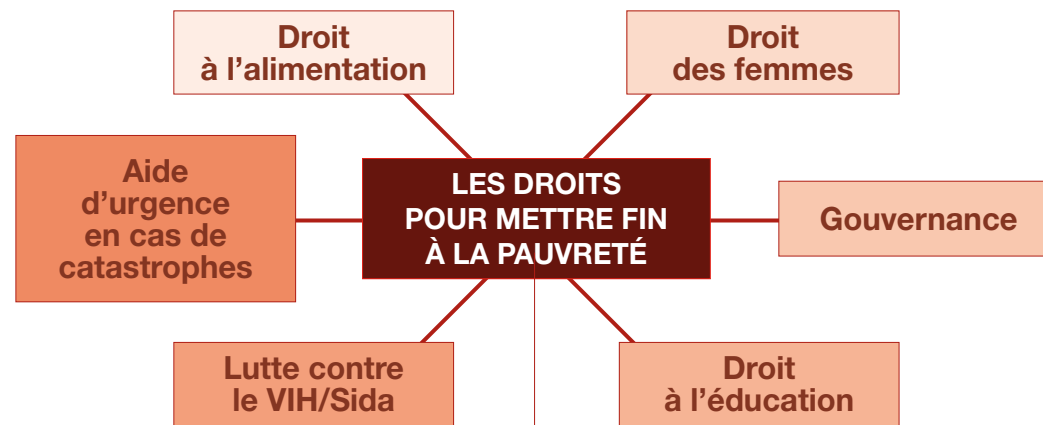 Droit
à l’alimentation
Droit
des femmes
Aide
d’urgence
en cas de
catastrophes
LES DROITS
POUR METTRE FIN
À LA PAUVRETÉ
Gouvernance
Lutte contre
le VIH/Sida
Droit
à l’éducation